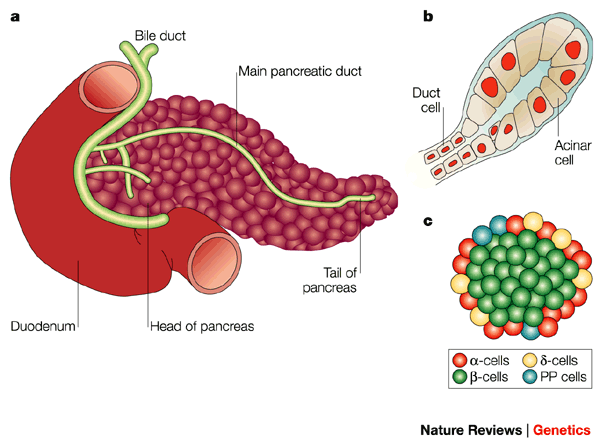 a
Bile duct
Main pancreatic duct
Duodenum
Head of pancreas
Tail of
pancreas
b
Duct
cell
Acinar
cell
c
α-cells
δ-cells
β-cells
PP cells
Nature Reviews | Genetics